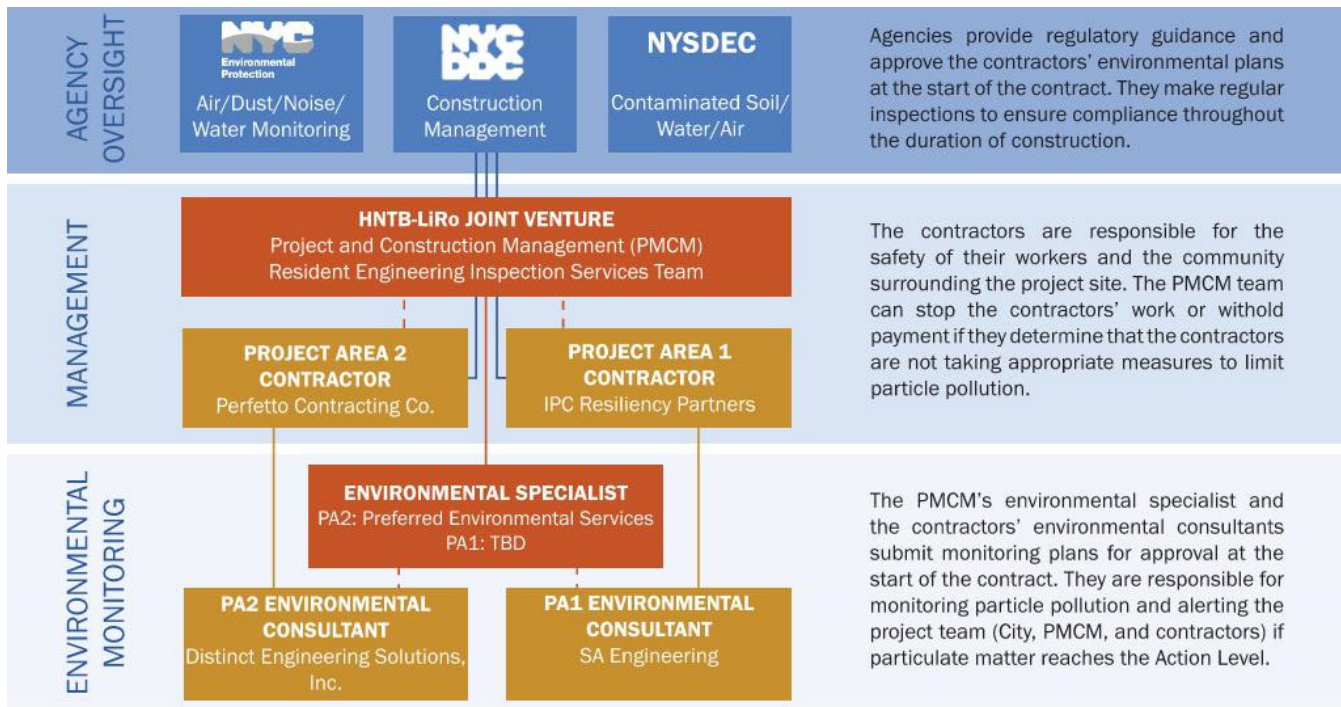 AGENCY
OVERSIGHT
NYC
Environmental
Protection
Air/Dust/Noise/
Water Monitoring
NYC
DDC
Construction
Management
NYSDEC
Contaminated Soil/
Water/Air
Agencies provide regulatory guidance and
approve the contractors' environmental plans
at the start of the contract. They make regular
inspections to ensure compliance throughout
the duration of construction.
MANAGEMENT
HNTB-LiRo JOINT VENTURE
Project and Construction Management (PMCM)
Resident Engineering Inspection Services Team
PROJECT AREA 2
CONTRACTOR
Perfetto Contracting Co.
PROJECT AREA 1
CONTRACTOR
IPC Resiliency Partners
The contractors are responsible for the
safety of their workers and the community
surrounding the project site. The PMCM team
can stop the contractors' work or withold
payment if they determine that the contractors
are not taking appropriate measures to limit
particle pollution.
ENVIRONMENTAL
MONITORING
ENVIRONMENTAL SPECIALIST
PA2: Preferred Environmental Services
PA1: TBD
PA2 ENVIRONMENTAL
CONSULTANT
Distinct Engineering Solutions,
Inc.
PA1 ENVIRONMENTAL
CONSULTANT
SA Engineering
The PMCM's environmental specialist and
the contractors' environmental consultants
submit monitoring plans for approval at the
start of the contract. They are responsible for
monitoring particle pollution and alerting the
project team (City, PMCM, and contractors) if
particulate matter reaches the Action Level.